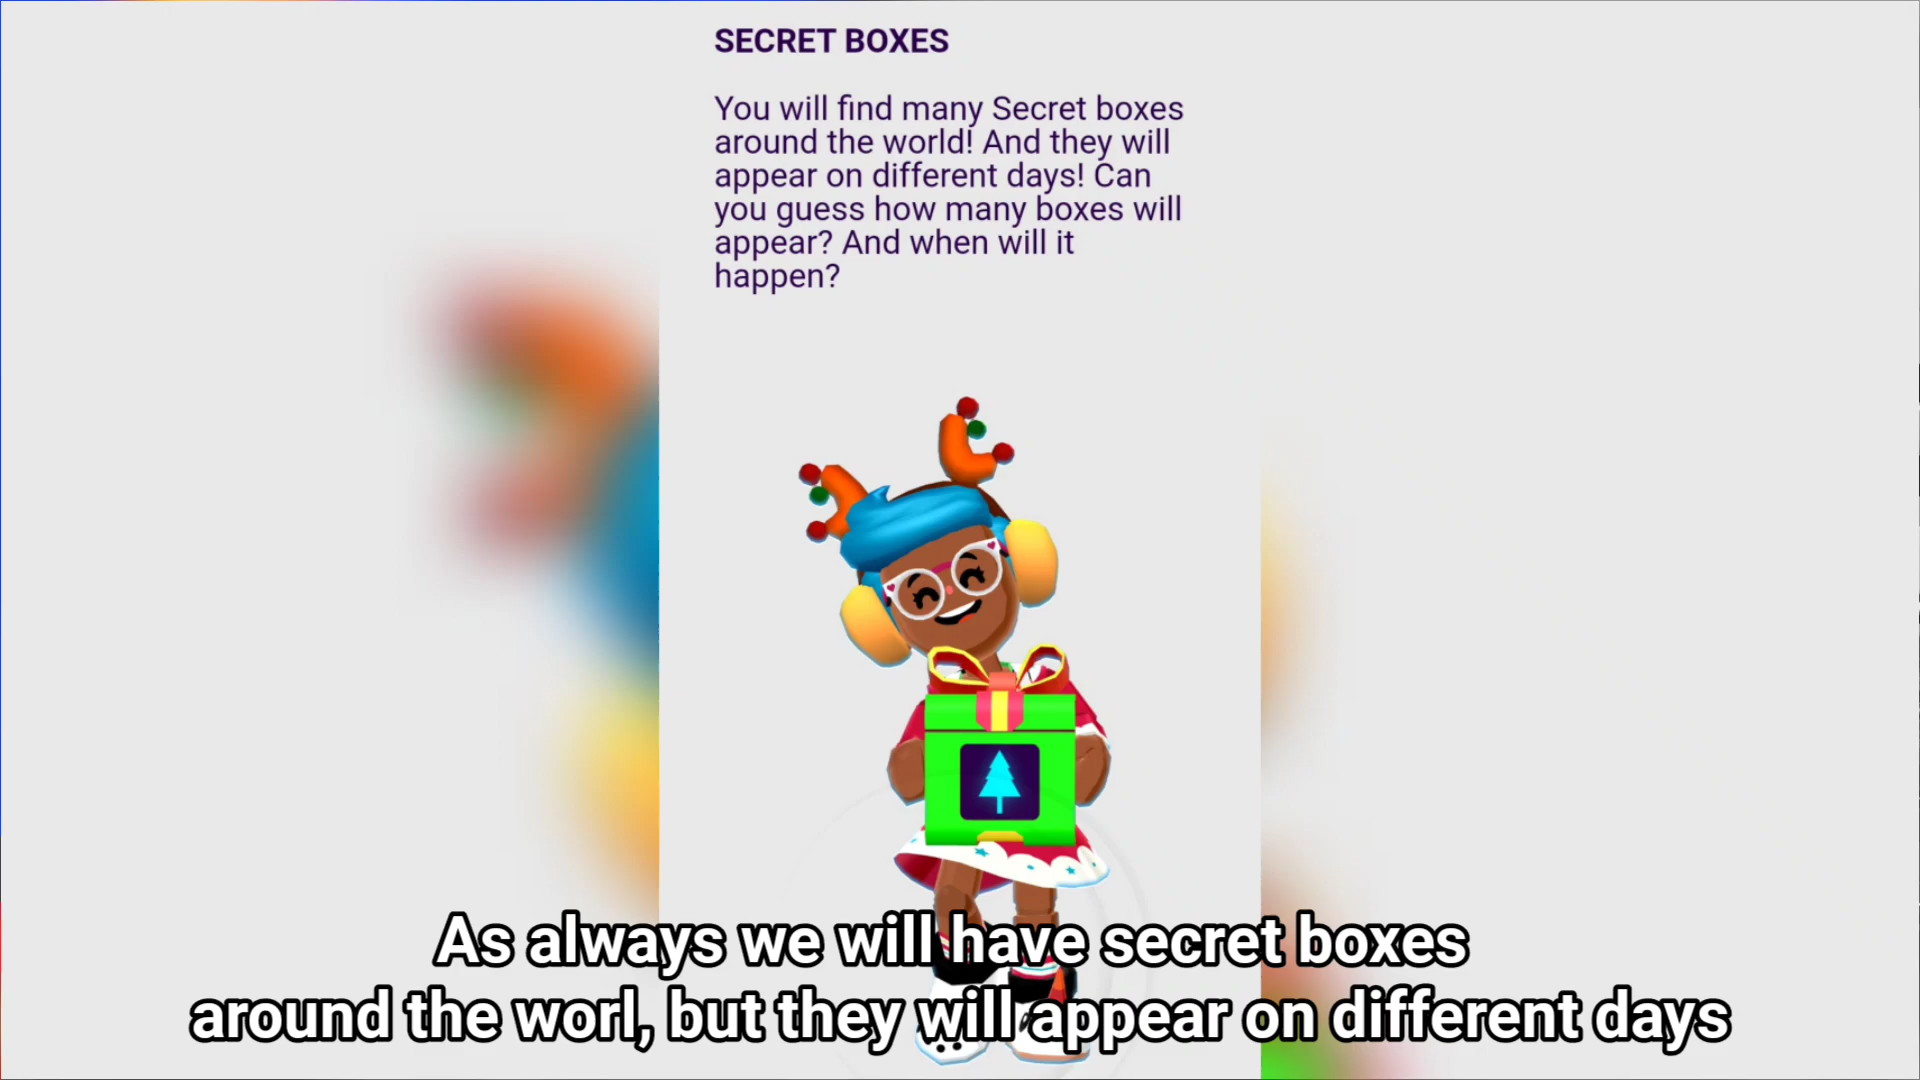 SECRET BOXES
You will find many Secret boxes
around the world! And they will
appear on different days! Can
you guess how many boxes will
appear? And when will it
happen?
As always we will have secret boxes
around the worl, but they will appear on different days